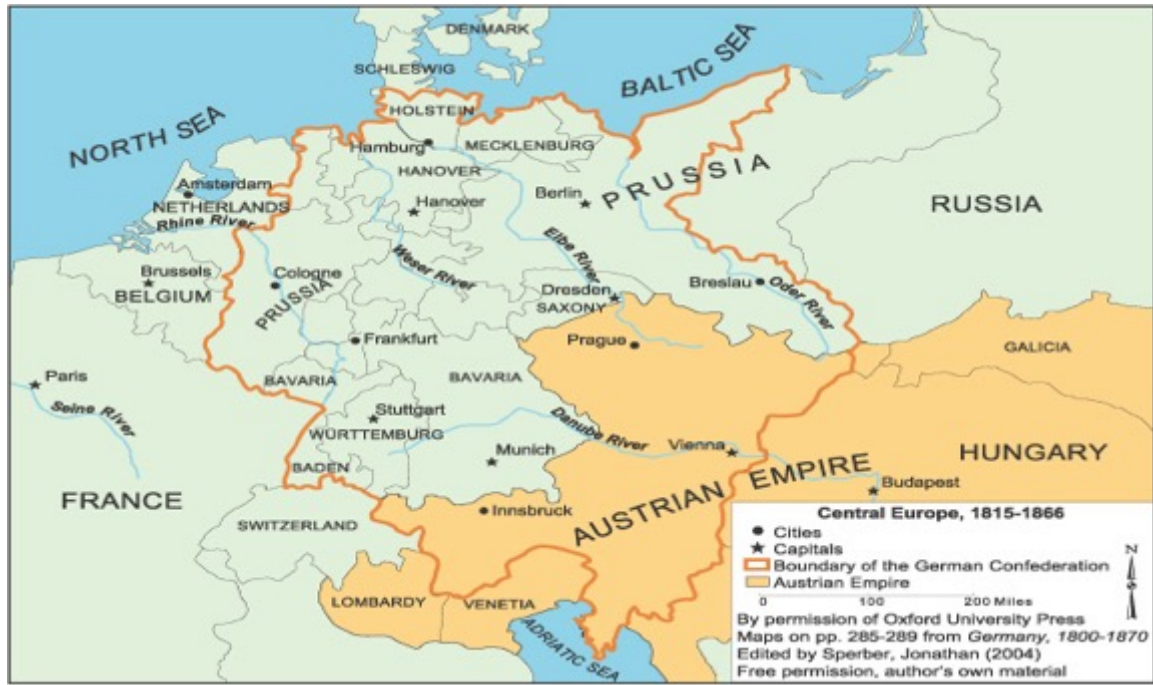 DENMARK
SCHLESWIG
BALTIC SEA
NORTH SEA
HOLSTEIN
Hamburg
MECKLENBURG
HANOVER
PRUSSIA
Amsterdam
NETHERLANDS
Hanover
Berlin
RUSSIA
Rhine River
Elbe River
Weser River
Brussels
BELGIUM
Cologne
PRUSSIA
Dresden
SAXONY
Breslau
Oder River
Frankfurt
Prague
GALICIA
Paris
Seine River
BAVARIA
BAVARIA
Stuttgart
WÜRTTEMBURG
Danube River
Vienna
Munich
BADEN
HUNGARY
FRANCE
AUSTRIAN EMPIRE
Budapest
Innsbruck
SWITZERLAND
LOMBARDY
VENETIA
ADRIATIC SEA
Central Europe, 1815-1866
Cities
Capitals
Boundary of the German Confederation
Austrian Empire
N
0 100 200 Miles
By permission of Oxford University Press
Maps on pp. 285-289 from Germany, 1800-1870
Edited by Sperber, Jonathan (2004)
Free permission, author's own material